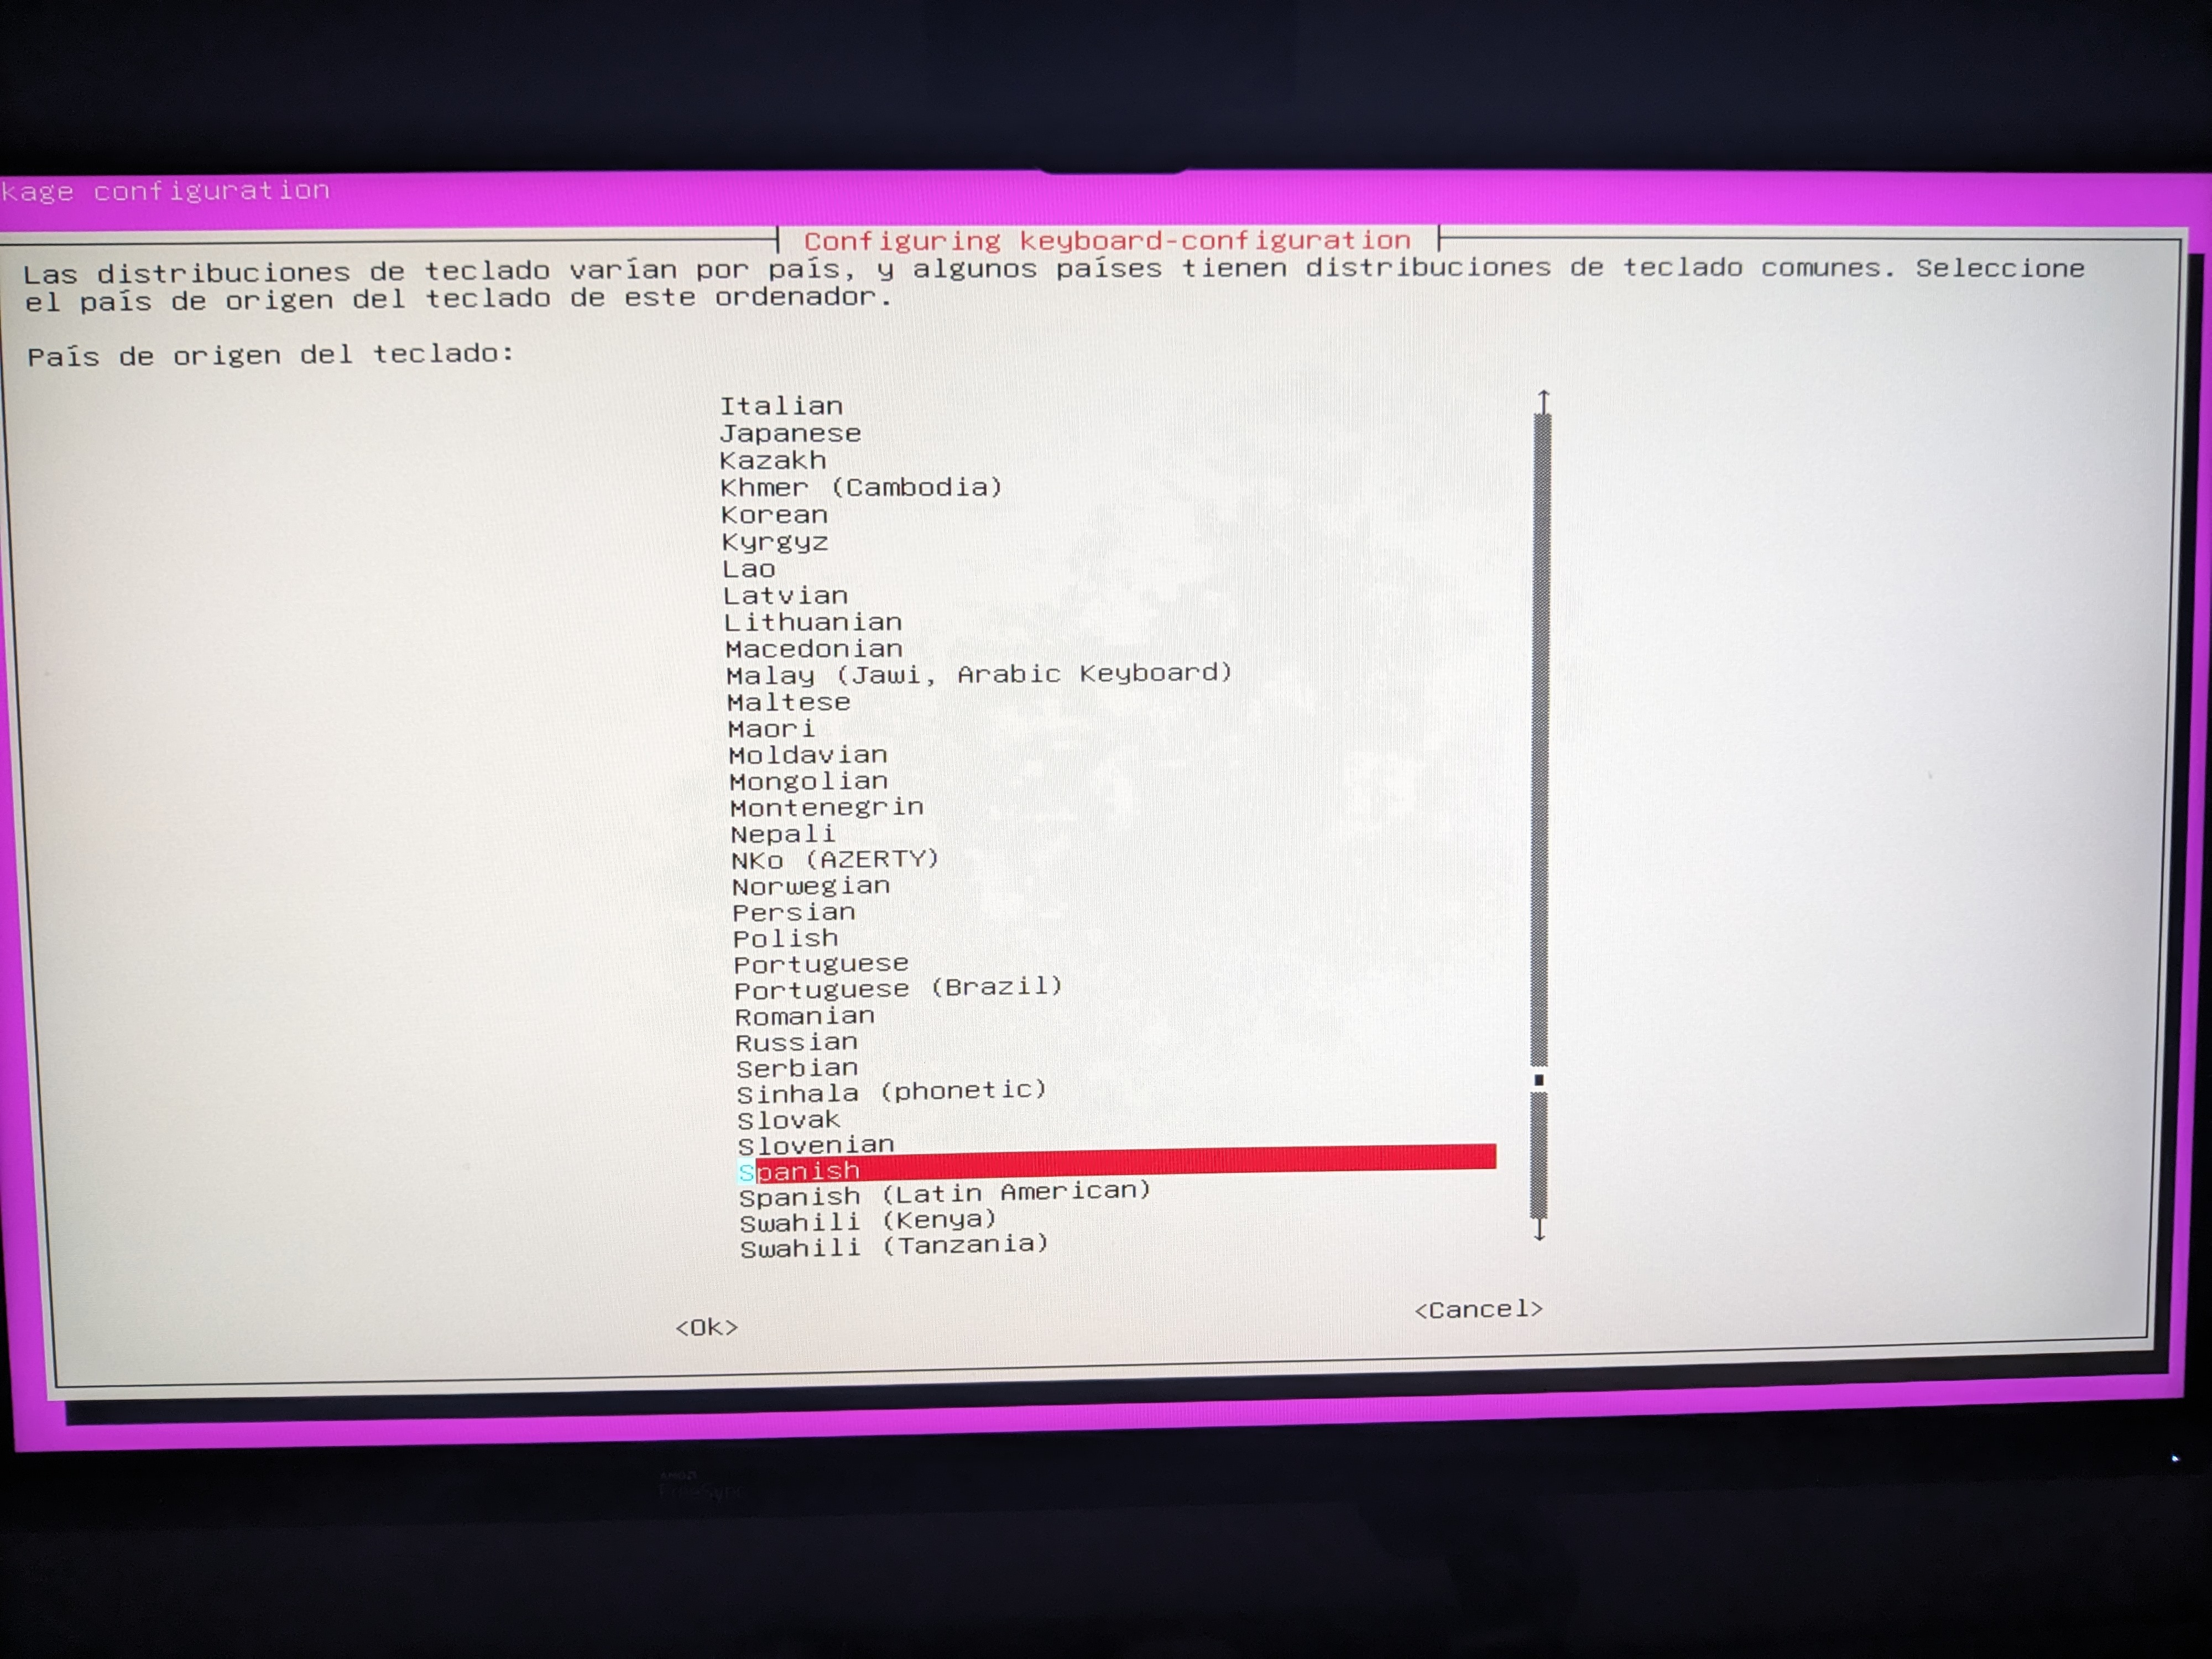 kage configuration
Configuring keyboard-configuration
Las distribuciones de teclado varían por país, y algunos países tienen distribuciones de teclado comunes. Seleccione
el país de origen del teclado de este ordenador.
País de origen del teclado:
Italian
Japanese
Kazakh
Khmer (Cambodia)
Korean
Kyrgyz
Lao
Latvian
Lithuanian
Macedonian
Malay (Jawi, Arabic Keyboard)
Maltese
Maori
Moldavian
Mongolian
Montenegrin
Nepali
NKo (AZERTY)
Norwegian
Persian
Polish
Portuguese
Portuguese (Brazil)
Romanian
Russian
Serbian
Sinhala (phonetic)
Slovak
Slovenian
Spanish
Spanish (Latin American)
Swahili (Kenya)
Swahili (Tanzania)
<Ok> <Cancel>
AMD
FreeSync